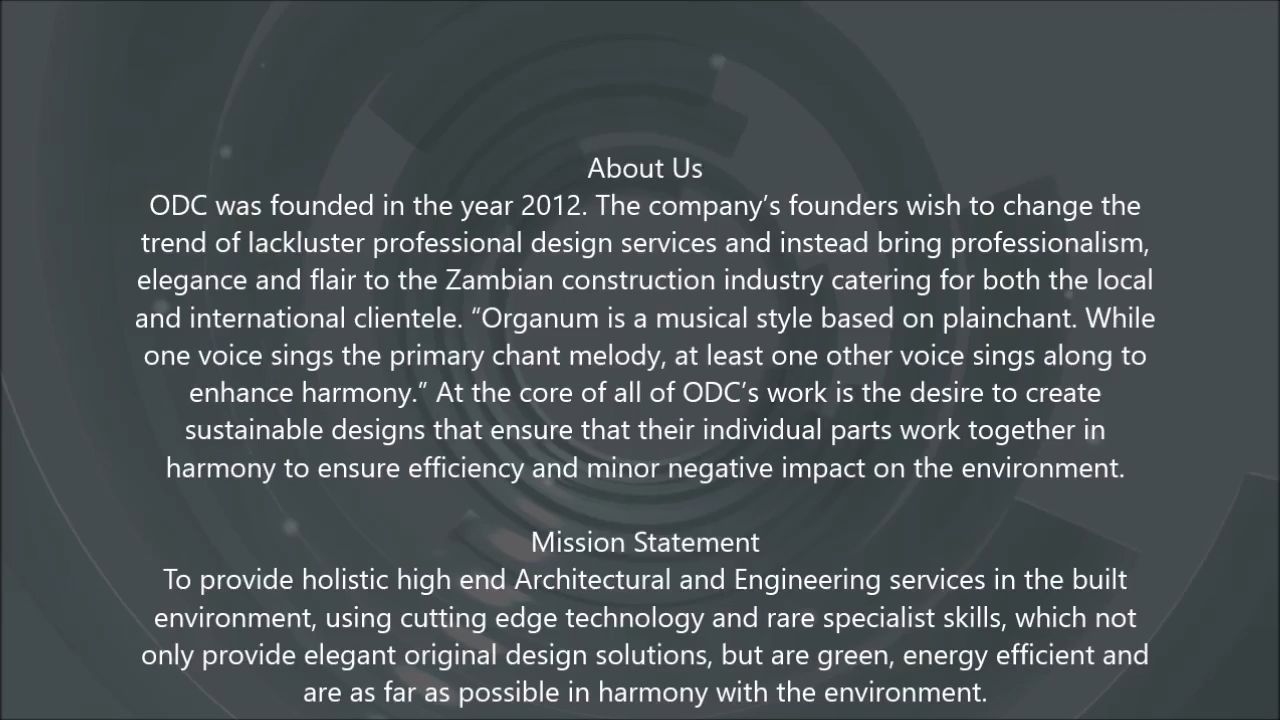 About Us
ODC was founded in the year 2012. The company’s founders wish to change the
trend of lackluster professional design services and instead bring professionalism,
elegance and flair to the Zambian construction industry catering for both the local
and international clientele. “Organum is a musical style based on plainchant. While
one voice sings the primary chant melody, at least one other voice sings along to
enhance harmony.” At the core of all of ODC’s work is the desire to create
sustainable designs that ensure that their individual parts work together in
harmony to ensure efficiency and minor negative impact on the environment.
Mission Statement
To provide holistic high end Architectural and Engineering services in the built
environment, using cutting edge technology and rare specialist skills, which not
only provide elegant original design solutions, but are green, energy efficient and
are as far as possible in harmony with the environment.